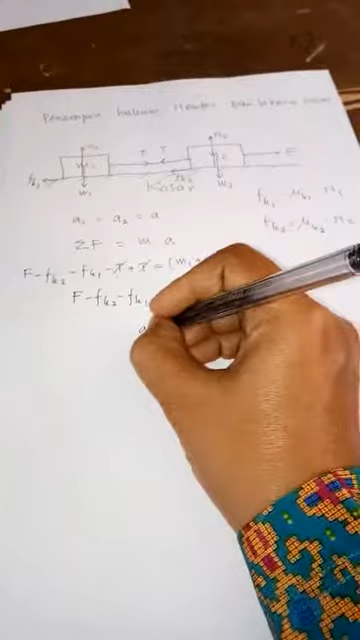 Penerapan hukum Newton pada bidang
N₁ T T N₂
m₁ m₂ F
fk₁ fk₂
Kasar
W₁ W₂
fk₁ = μk₁ · N₁
a₁ = a₂ = a
fk₂ = μk₂ · N₂
ΣF = m a
F - fk₂ - fk₁ - T + T = (m₁ +
F - fk₂ - fk₁
a